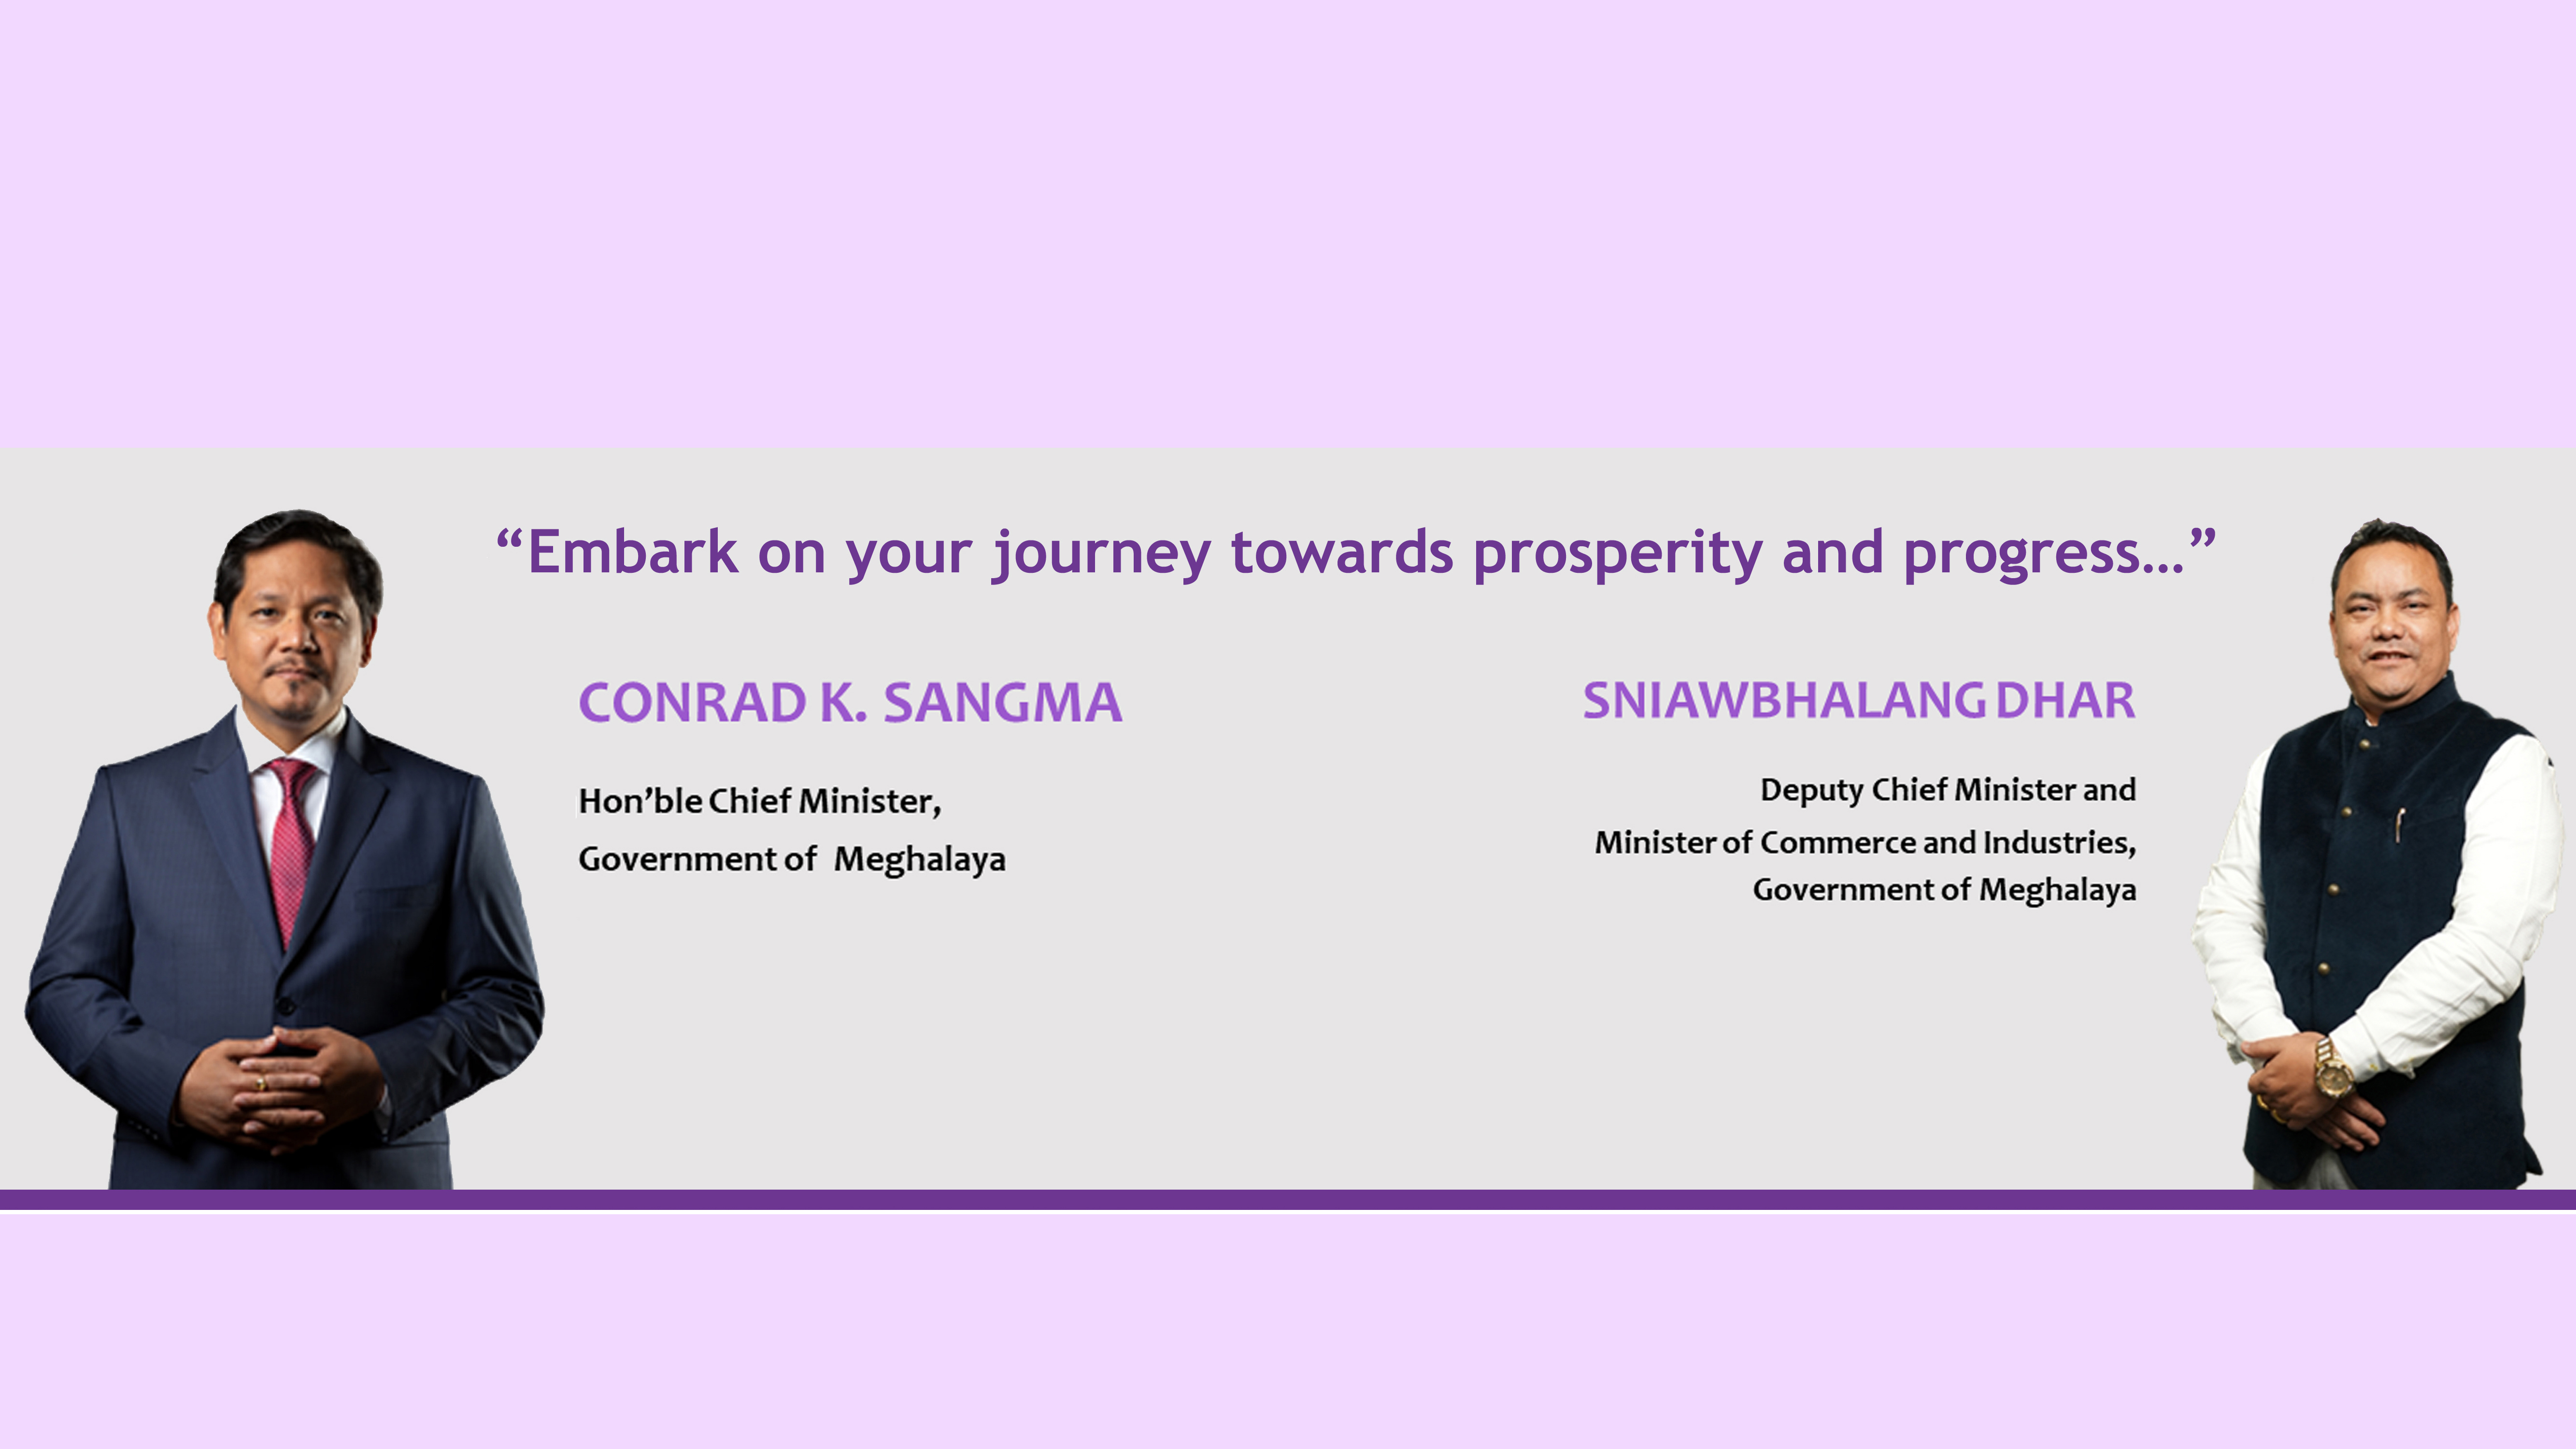 “Embark on your journey towards prosperity and progress...”
CONRAD K. SANGMA
Hon’ble Chief Minister,
Government of Meghalaya
SNIAWBHALANG DHAR
Deputy Chief Minister and
Minister of Commerce and Industries,
Government of Meghalaya